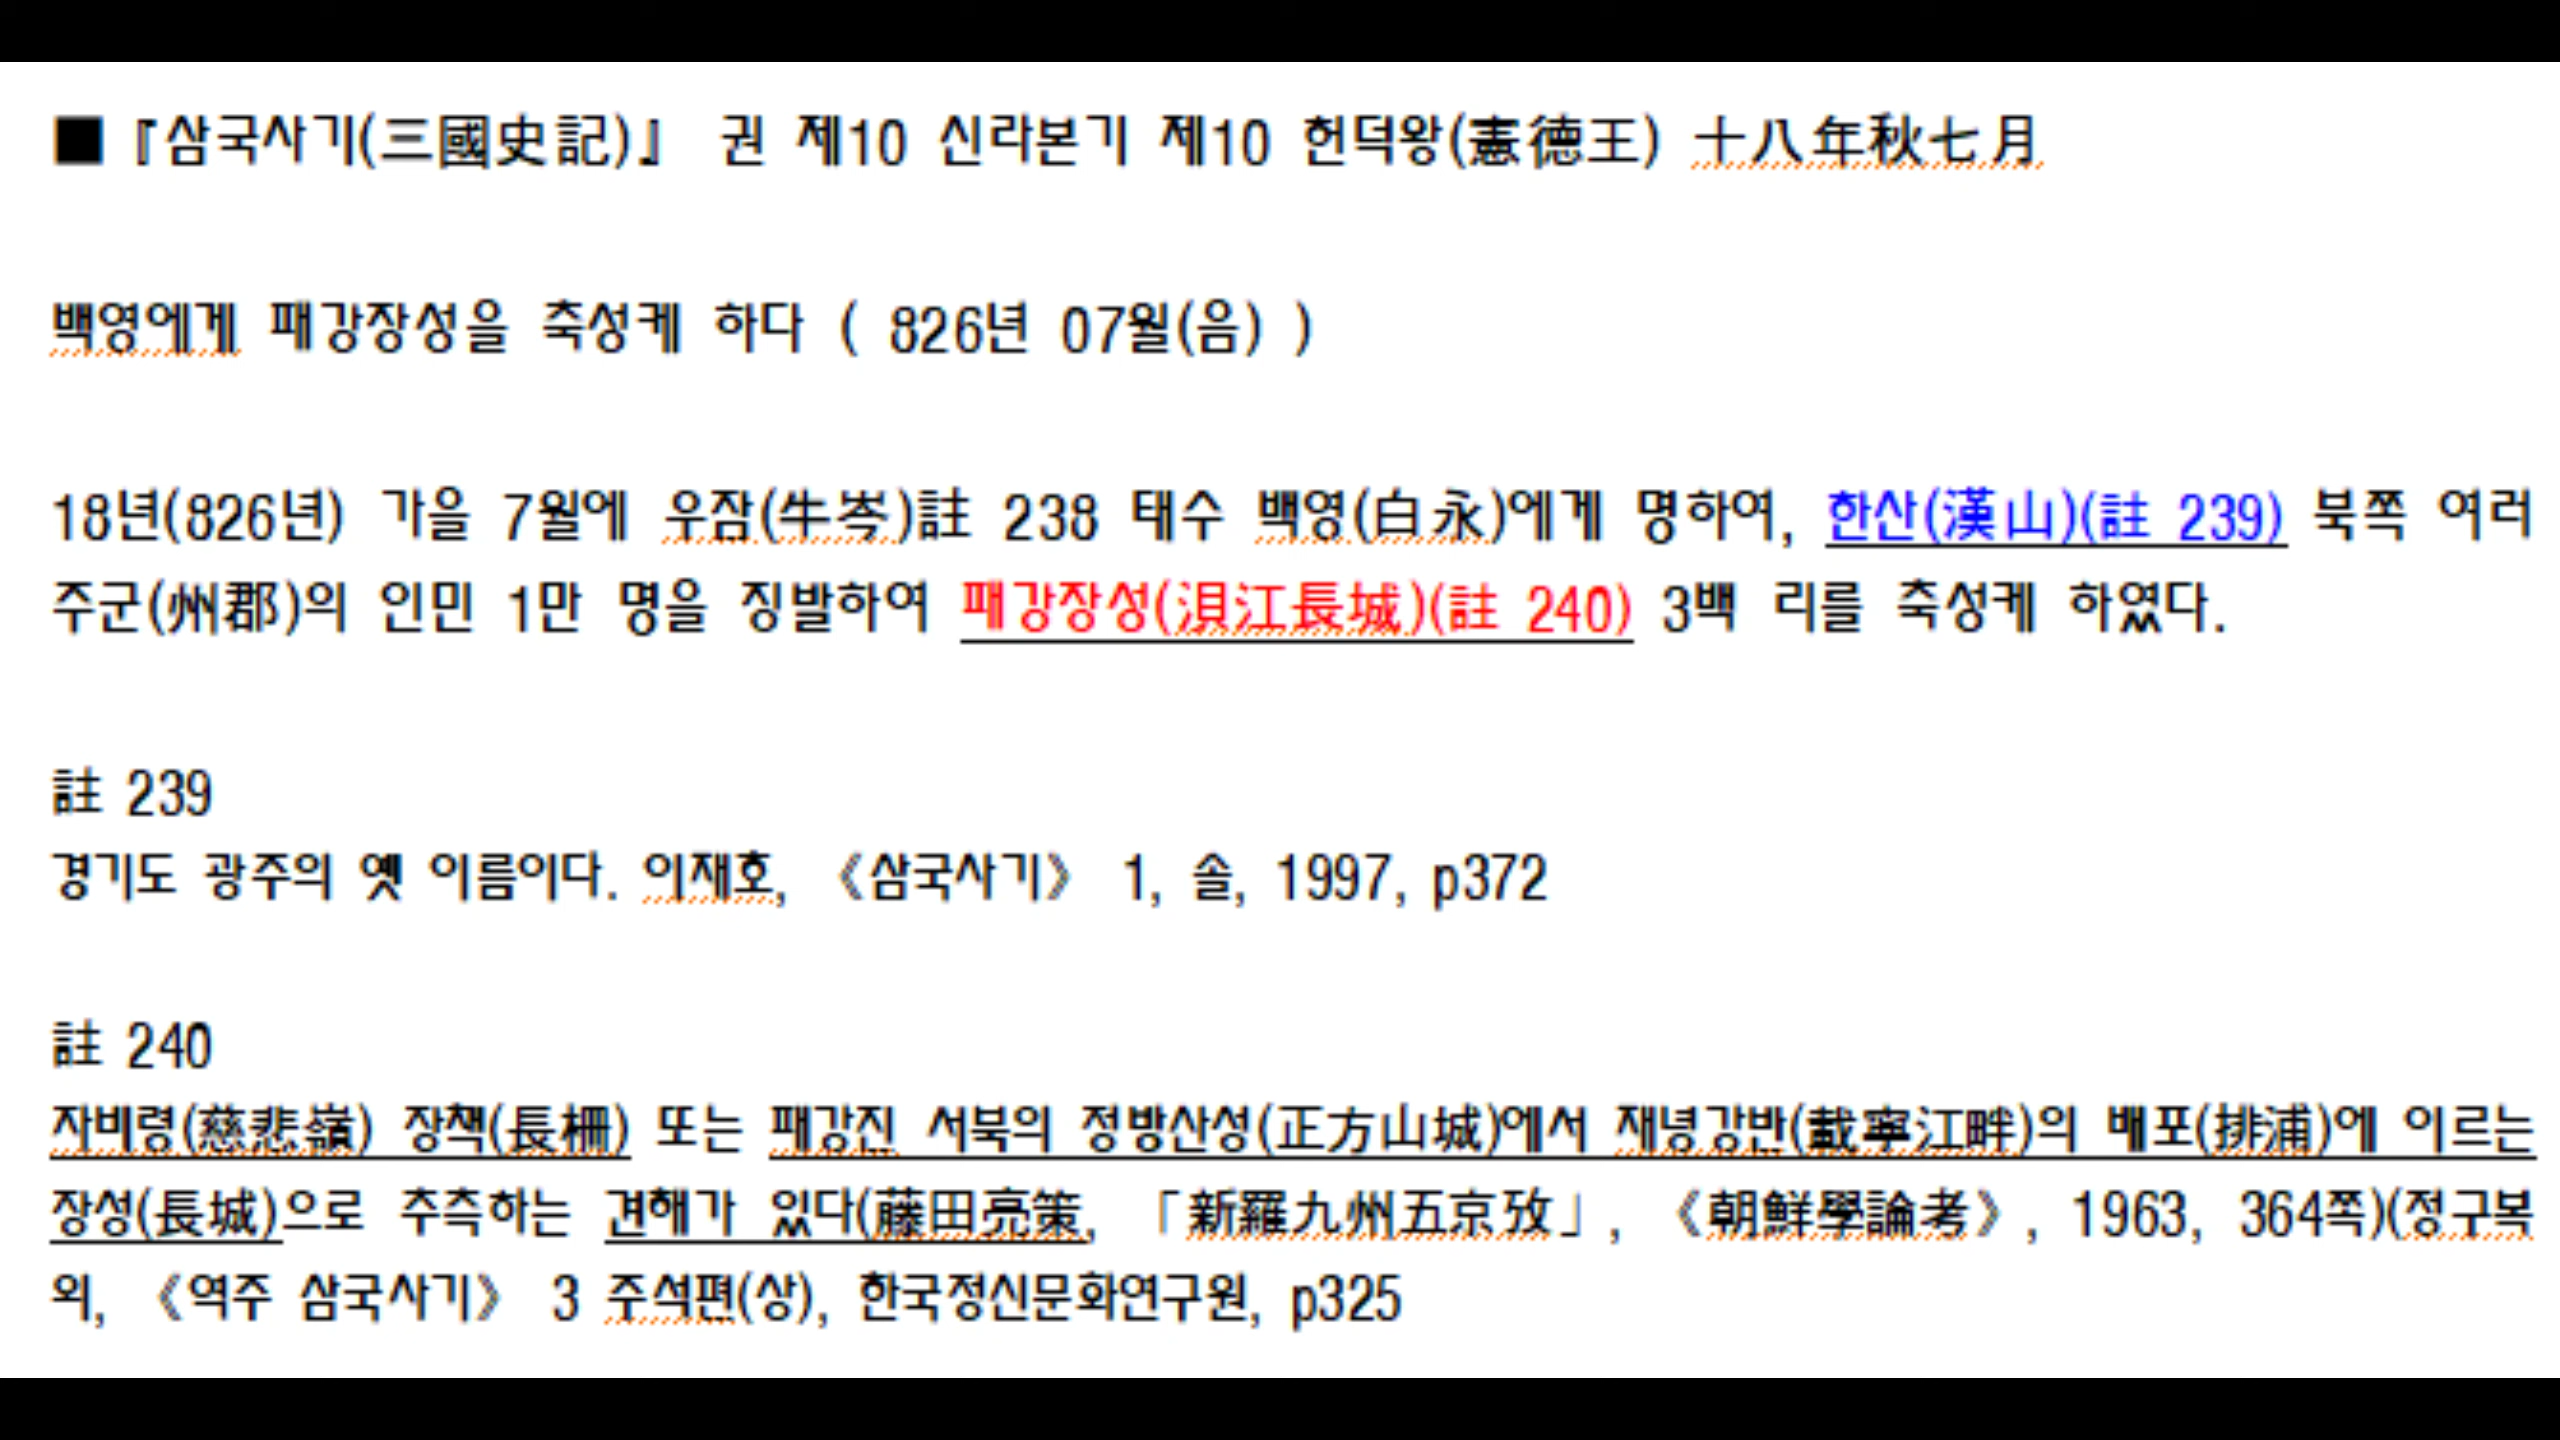 ■『삼국사기(三國史記)』 권 제10 신라본기 제10 헌덕왕(憲德王) 十八年秋七月
백영에게 패강장성을 축성케 하다 ( 826년 07월(음) )
18년(826년) 가을 7월에 우잠(牛岑)註 238 태수 백영(白永)에게 명하여, 한산(漢山)(註 239) 북쪽 여러
주군(州郡)의 인민 1만 명을 징발하여 패강장성(浿江長城)(註 240) 3백 리를 축성케 하였다.
註 239
경기도 광주의 옛 이름이다. 이재호, 《삼국사기》 1, 솔, 1997, p372
註 240
자비령(慈悲嶺) 장책(長柵) 또는 패강진 서북의 정방산성(正方山城)에서 재녕강반(載寧江畔)의 배포(排浦)에 이르는
장성(長城)으로 추측하는 견해가 있다(藤田亮策, 「新羅九州五京攷」, 《朝鮮學論考》, 1963, 364쪽)(정구복
외, 《역주 삼국사기》 3 주석편(상), 한국정신문화연구원, p325